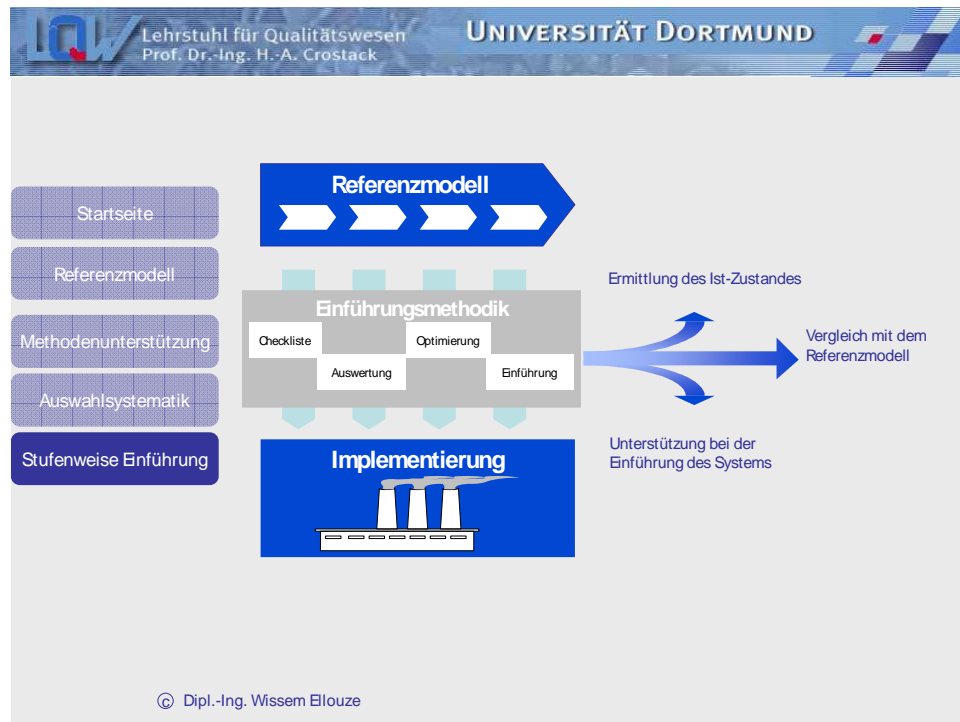 LQW
Lehrstuhl für Qualitätswesen
Prof. Dr.-Ing. H.-A. Crostack
UNIVERSITÄT DORTMUND
Startseite
Referenzmodell
Methodenunterstützung
Auswahlsystematik
Stufenweise Einführung
Referenzmodell
Einführungsmethodik
Checkliste
Optimierung
Auswertung
Einführung
Implementierung
Ermittlung des Ist-Zustandes
Vergleich mit dem
Referenzmodell
Unterstützung bei der
Einführung des Systems
© Dipl.-Ing. Wissem Ellouze